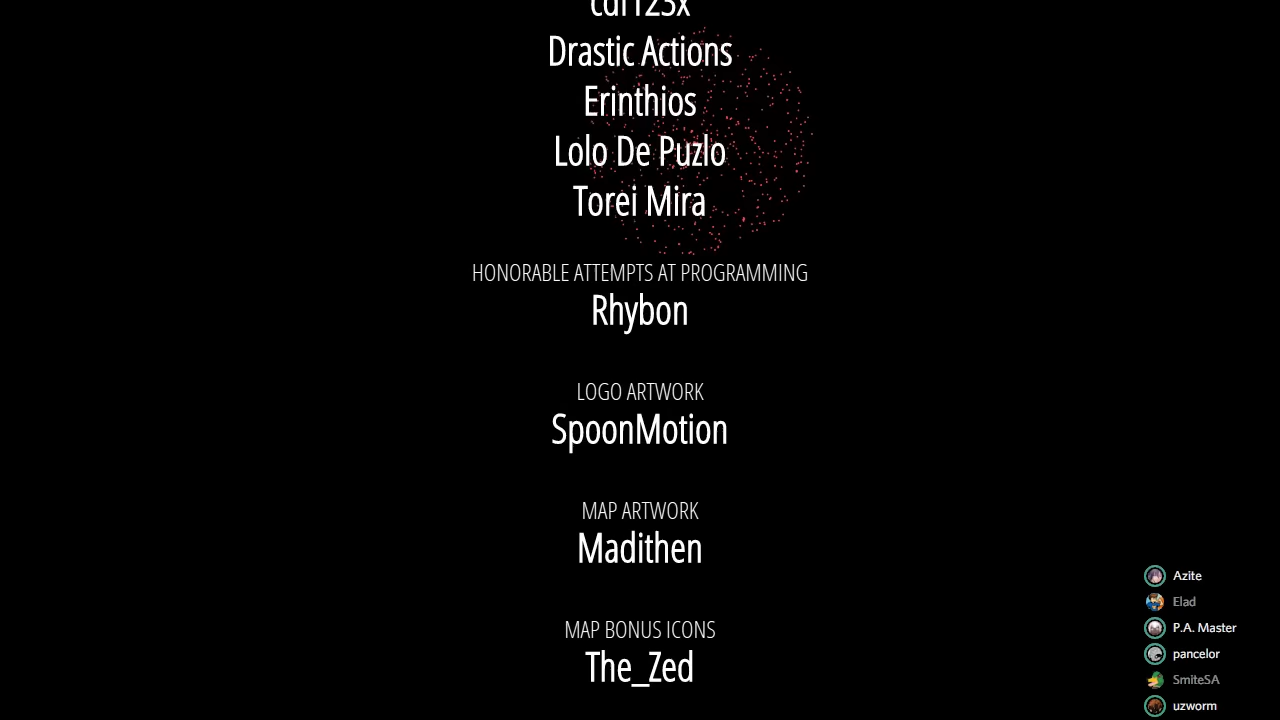 Drastic Actions
Erinthios
Lolo De Puzlo
Torei Mira
HONORABLE ATTEMPTS AT PROGRAMMING
Rhybon
LOGO ARTWORK
SpoonMotion
MAP ARTWORK
Madithen
MAP BONUS ICONS
The_Zed
Azite
Elad
P.A. Master
pancelor
SmiteSA
uzworm